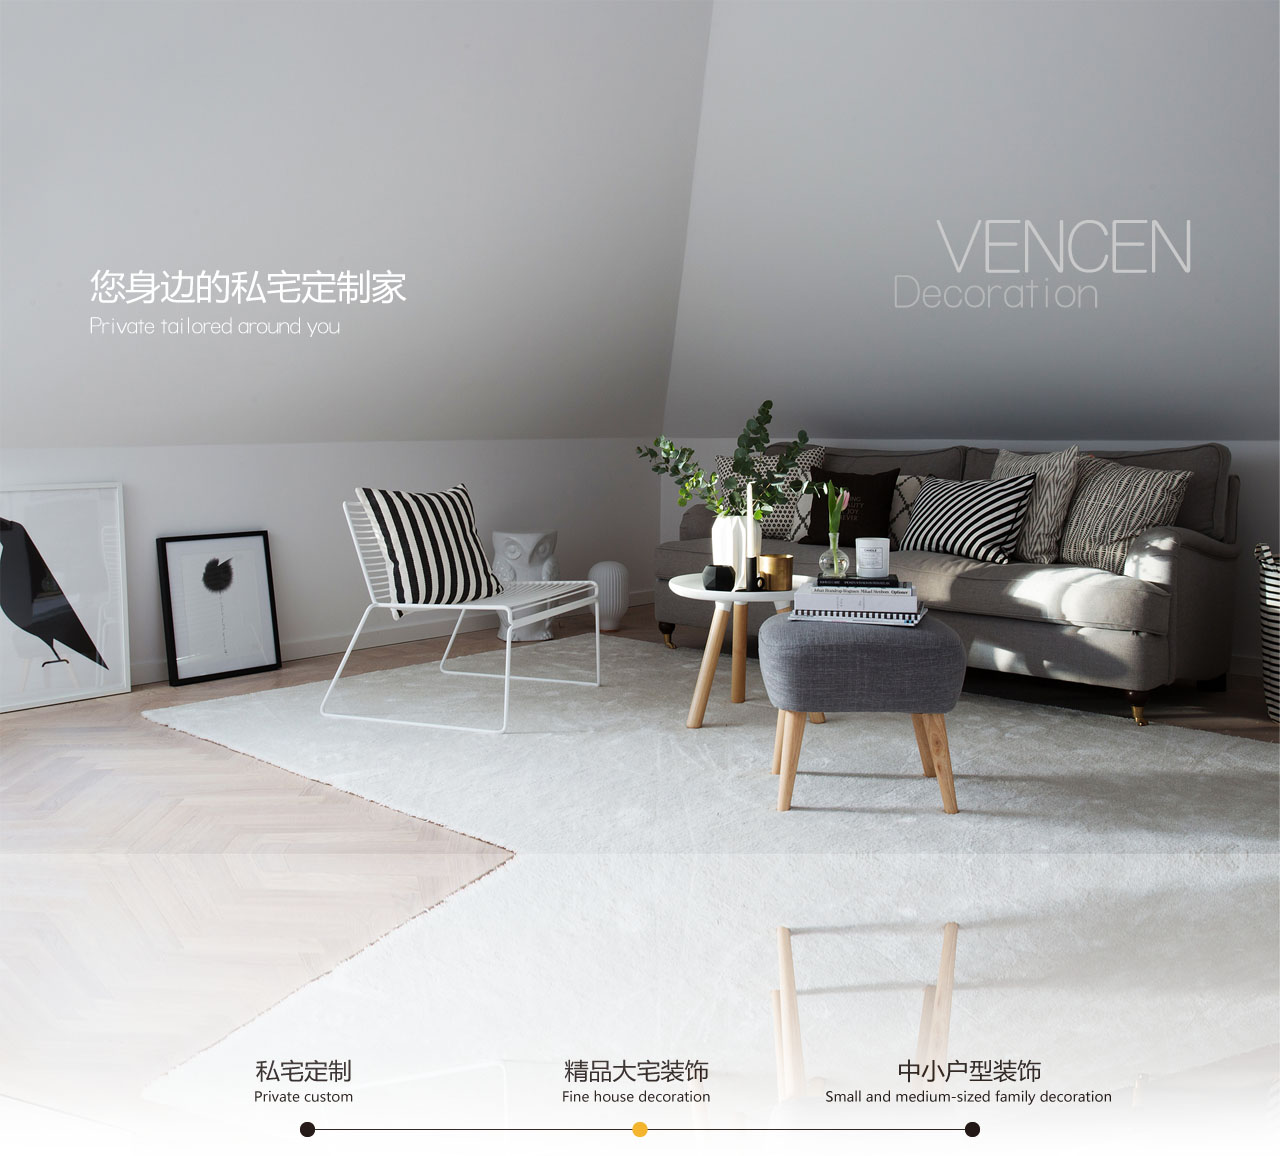 VENCEN
Decoration
您身边的私宅定制家
Private tailored around you
私宅定制
Private custom
精品大宅装饰
Fine house decoration
中小户型装饰
Small and medium-sized family decoration